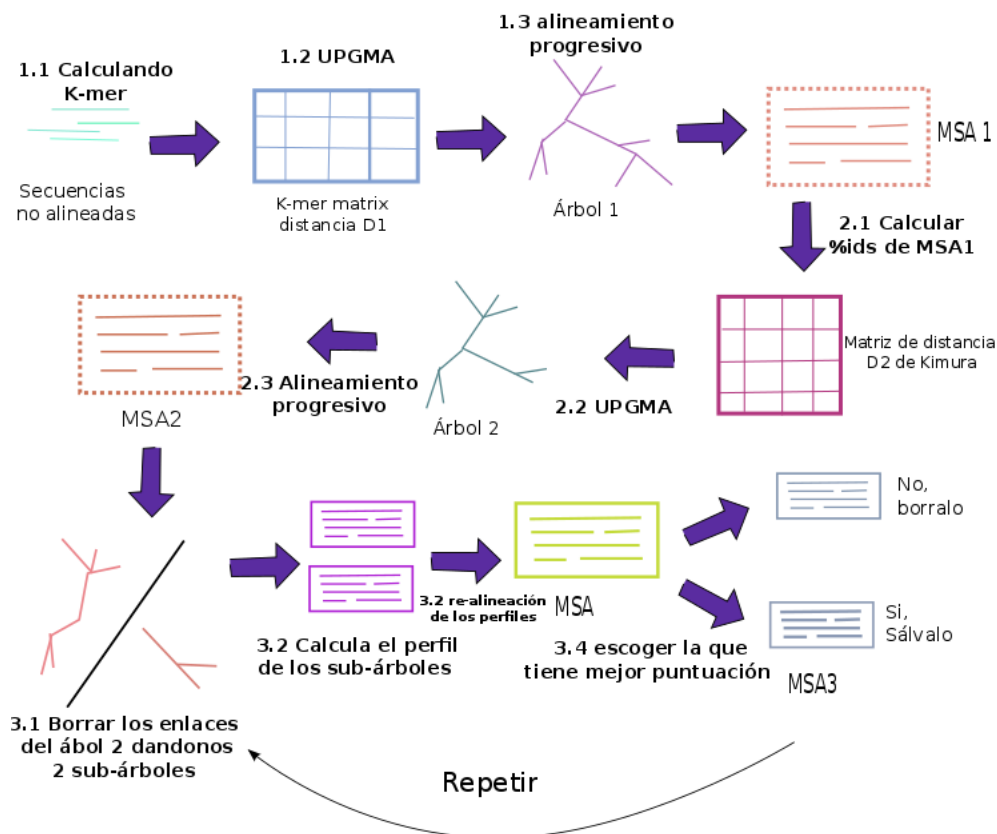 1.1 Calculando
K-mer
Secuencias
no alineadas
1.2 UPGMA
K-mer matrix
distancia D1
1.3 alineamiento
progresivo
Árbol 1
MSA 1
2.1 Calcular
%ids de MSA1
Matriz de distancia
D2 de Kimura
2.2 UPGMA
Árbol 2
2.3 Alineamiento
progresivo
MSA2
3.1 Borrar los enlaces
del ábol 2 dandonos
2 sub-árboles
3.2 Calcula el perfil
de los sub-árboles
3.2 re-alineación
de los perfiles
MSA
3.4 escoger la que
tiene mejor puntuación
No,
borralo
Si,
Sálvalo
MSA3
Repetir